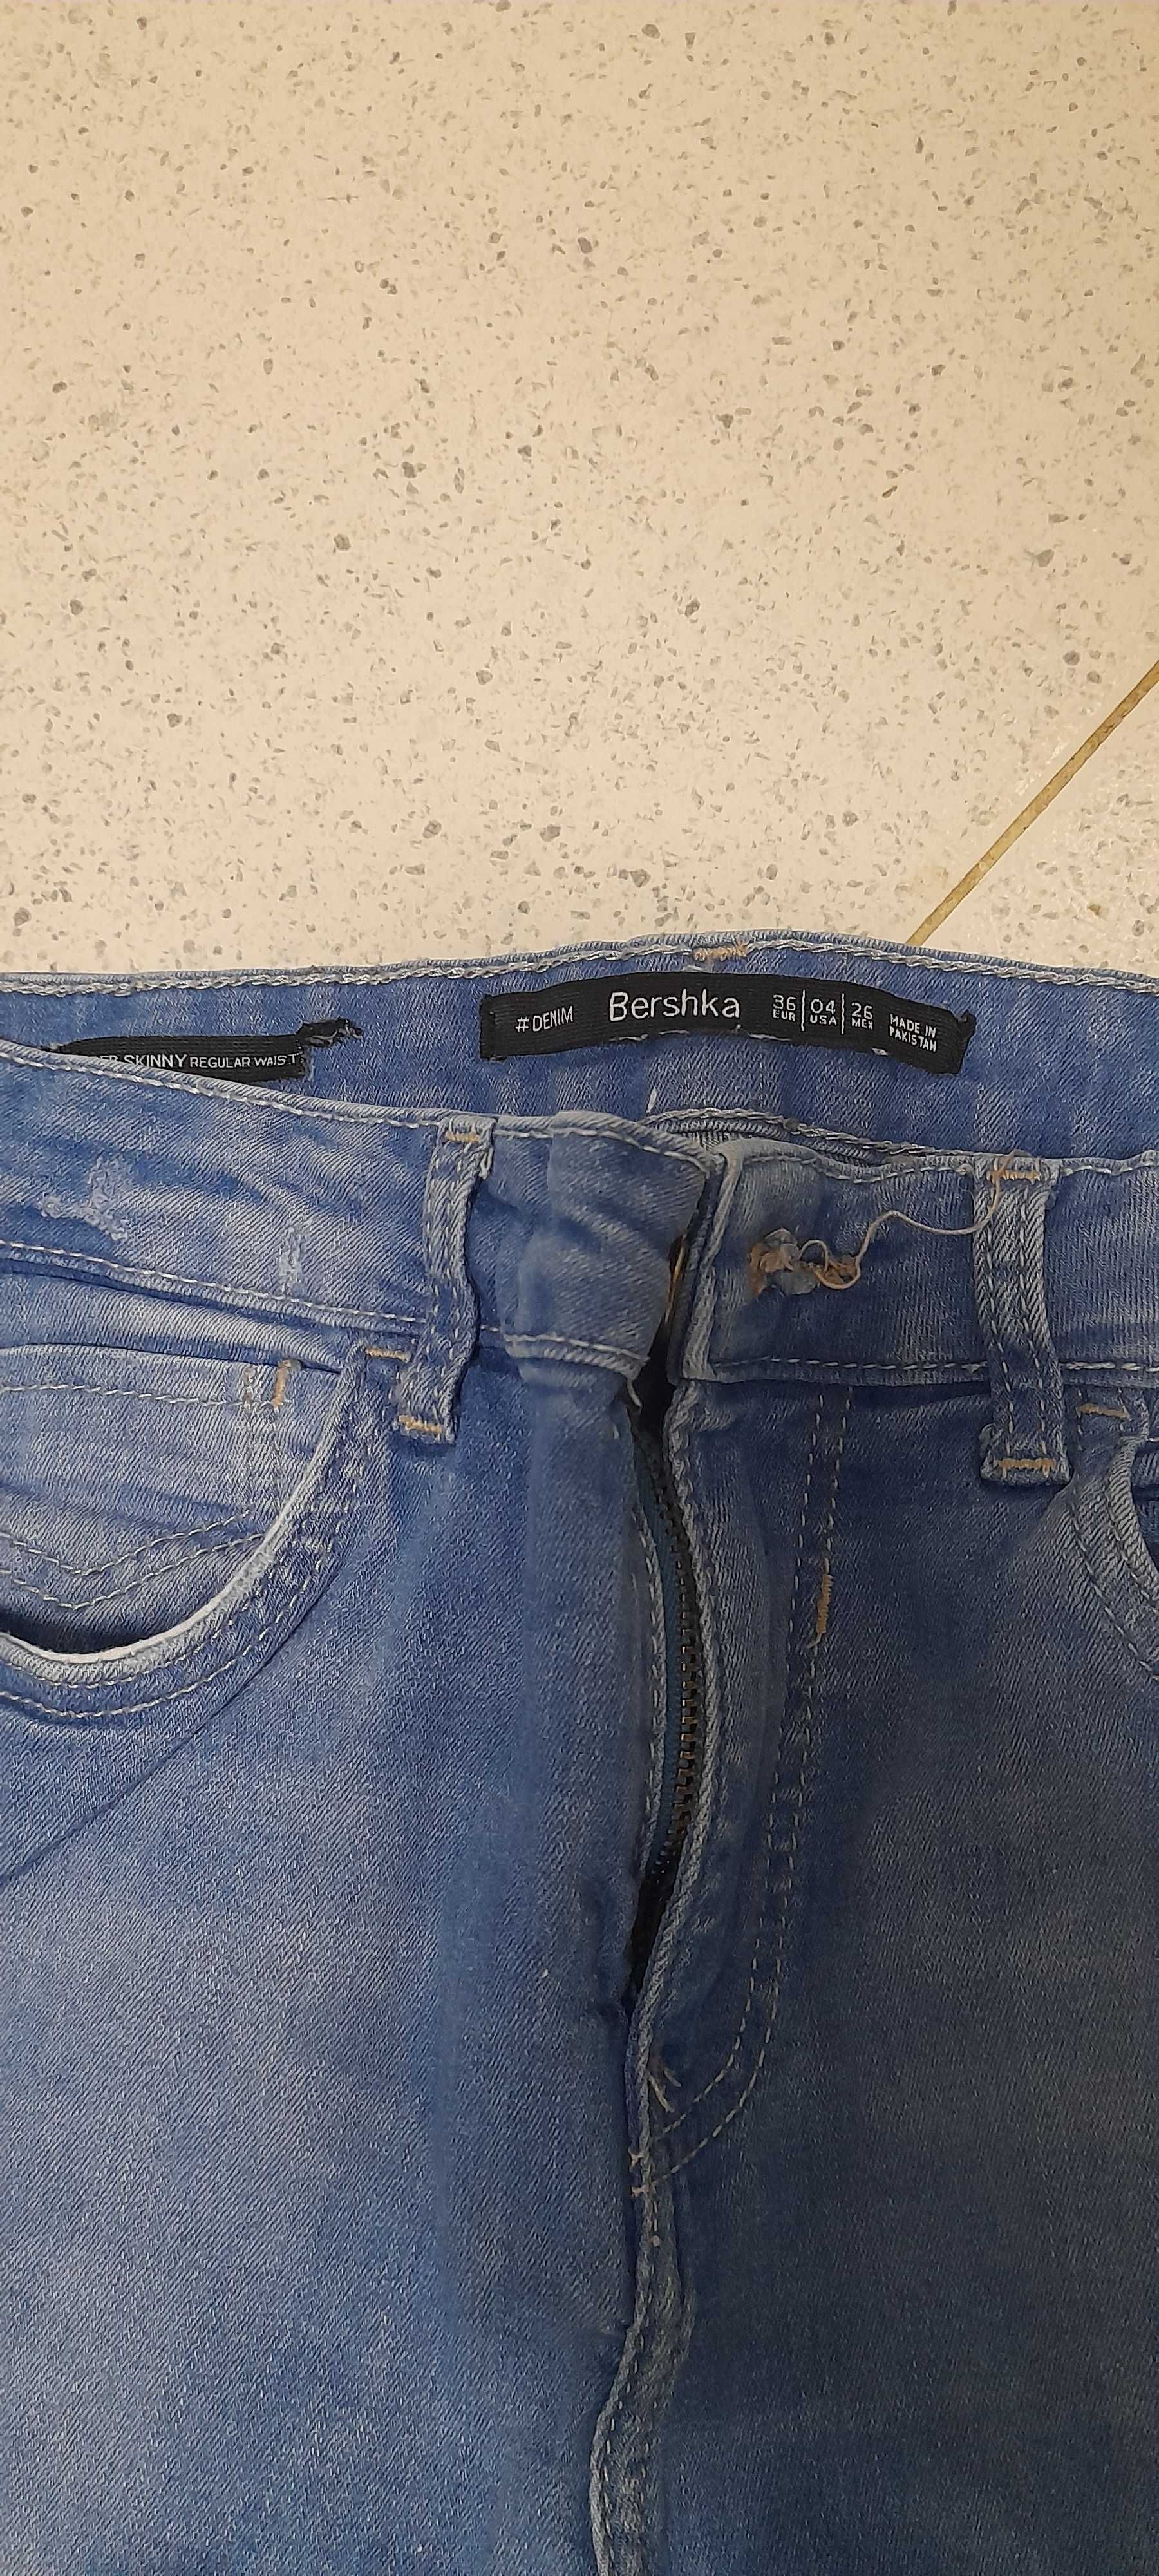 #DENIM Bershka 36 EUR | 04 USA | 26 MEX MADE IN PAKISTAN
SKINNY REGULAR WAIST